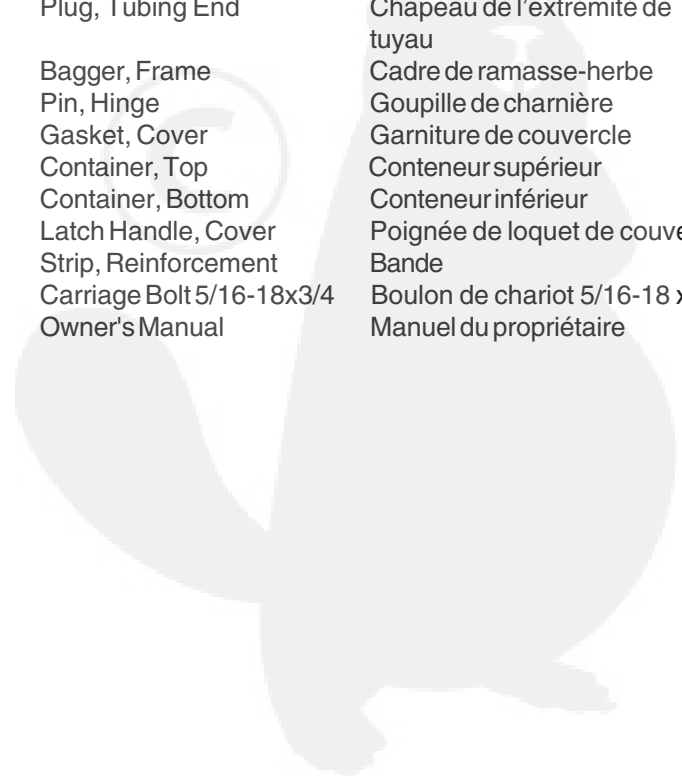 Plug, Tubing End Chapeau de l'extrémité de
tuyau
Bagger, Frame Cadre de ramasse-herbe
Pin, Hinge Goupille de charnière
Gasket, Cover Garniture de couvercle
Container, Top Conteneur supérieur
Container, Bottom Conteneur inférieur
Latch Handle, Cover Poignée de loquet de
Strip, Reinforcement Bande
Carriage Bolt 5/16-18x3/4 Boulon de chariot 5/16-18 x
Owner's Manual Manuel du propriétaire
©